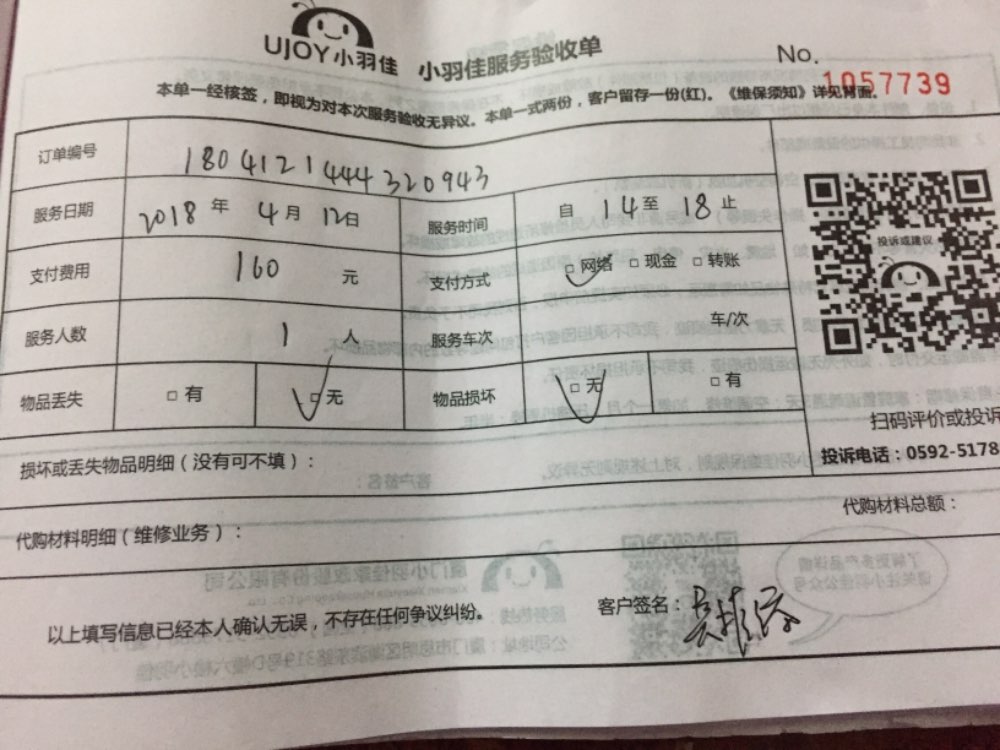 UJOY小羽佳 小羽佳服务验收单
No. 1057739
本单一经核签，即视为对本次服务验收无异议。本单一式两份，客户留存一份(红)。《维保须知》详见背面。
订单编号 1804121444320943
服务日期 2018 年 4 月 12 日 服务时间 自 14 至 18 止
支付费用 160 元 支付方式 □ 网络 □ 现金 □ 转账
投诉或建议
服务人数 1 人 服务车次 车/次
物品丢失 □ 有 □ 无 物品损坏 □ 无 □ 有
扫码评价或投诉
损坏或丢失物品明细（没有可不填）：
投诉电话：0592-5178
代购材料明细（维修业务）：
代购材料总额：
以上填写信息已经本人确认无误，不存在任何争议纠纷。
客户签名：